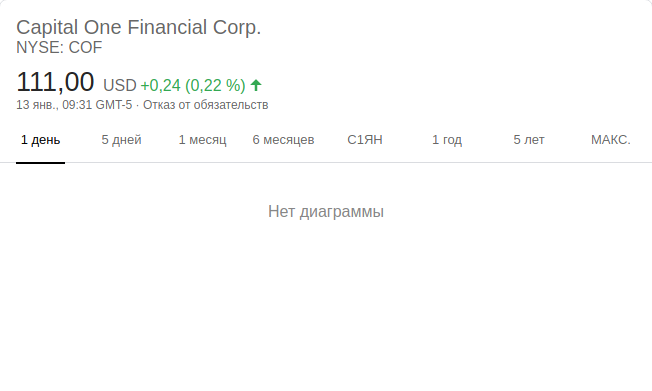 Capital One Financial Corp.
NYSE: COF
111,00 USD +0,24 (0,22 %)
13 янв., 09:31 GMT-5 · Отказ от обязательств
1 день 5 дней 1 месяц 6 месяцев С1ЯН 1 год 5 лет МАКС.
Нет диаграммы